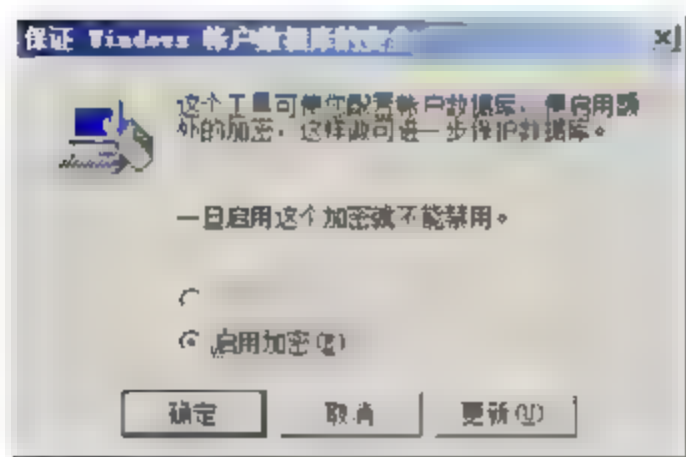 保证 Windows 帐户数据库的安全
这个工具可使你配置帐户数据库，使启用额
外的加密，这样做可进一步保护数据库。
一旦启用这个加密就不能禁用。
启用加密(E)
确定
取消
更新(U)